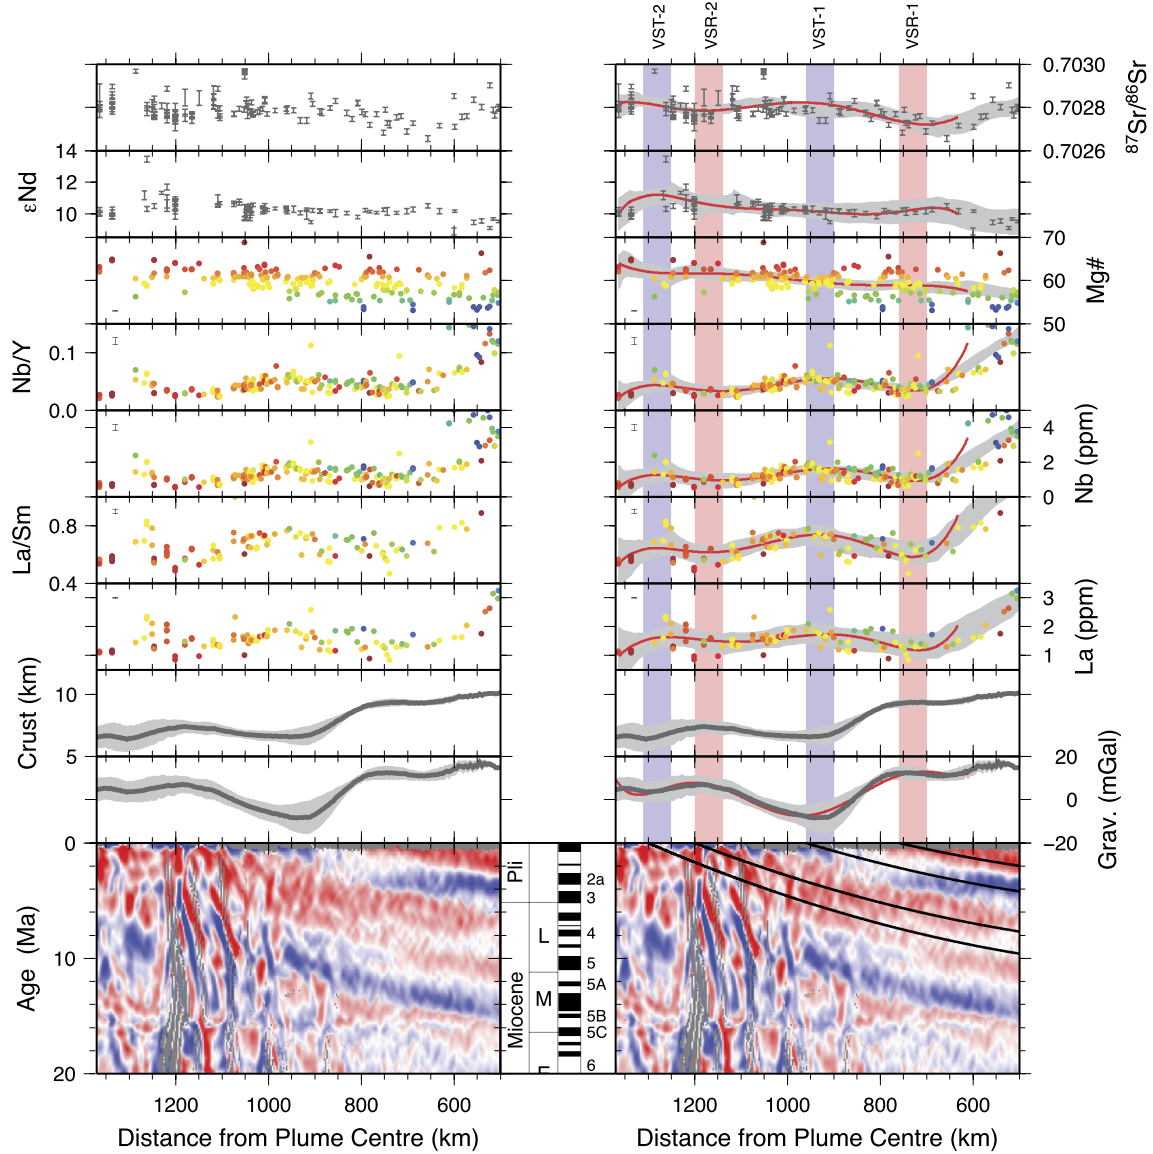 VST-2
VSR-2
VST-1
VSR-1
0.7030
0.7028
0.7026
87Sr/86Sr
14
12
10
εNd
70
60
50
Mg#
0.1
0.0
Nb/Y
4
2
0
Nb (ppm)
0.8
0.4
La/Sm
3
2
1
La (ppm)
10
5
Crust (km)
20
0
−20
Grav. (mGal)
0
10
20
Age (Ma)
Pli
L
M
Miocene
2a
3
4
5
5A
5B
5C
6
1200 1000 800 600
1200 1000 800 600
Distance from Plume Centre (km)
Distance from Plume Centre (km)